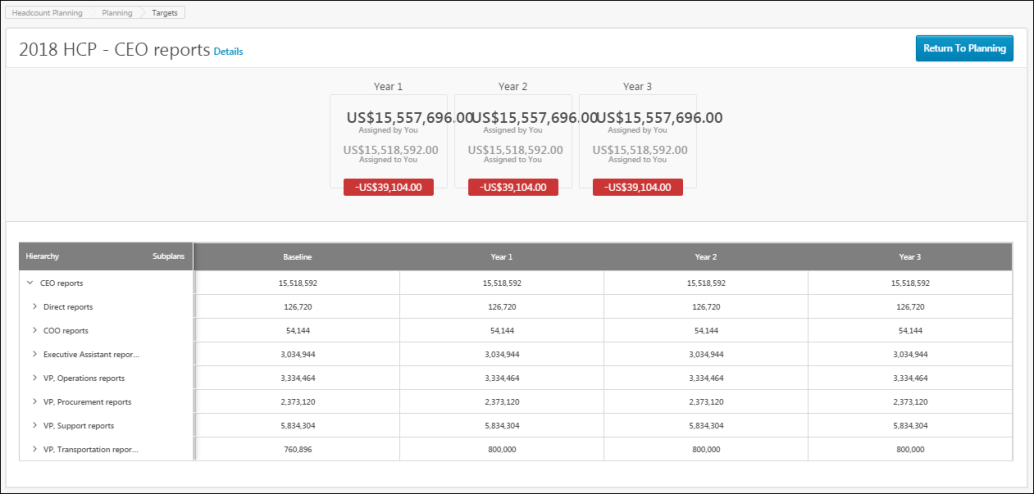 Headcount Planning Planning Targets
2018 HCP - CEO reports Details Return To Planning
Year 1 Year 2 Year 3
US$15,557,696.00 US$15,557,696.00 US$15,557,696.00
Assigned by You Assigned by You Assigned by You
US$15,518,592.00 US$15,518,592.00 US$15,518,592.00
Assigned to You Assigned to You Assigned to You
-US$39,104.00 -US$39,104.00 -US$39,104.00
Hierarchy Subplans Baseline Year 1 Year 2 Year 3
CEO reports 15,518,592 15,518,592 15,518,592 15,518,592
Direct reports 126,720 126,720 126,720 126,720
COO reports 54,144 54,144 54,144 54,144
Executive Assistant repor... 3,034,944 3,034,944 3,034,944 3,034,944
VP, Operations reports 3,334,464 3,334,464 3,334,464 3,334,464
VP, Procurement reports 2,373,120 2,373,120 2,373,120 2,373,120
VP, Support reports 5,834,304 5,834,304 5,834,304 5,834,304
VP, Transportation repor... 760,896 800,000 800,000 800,000